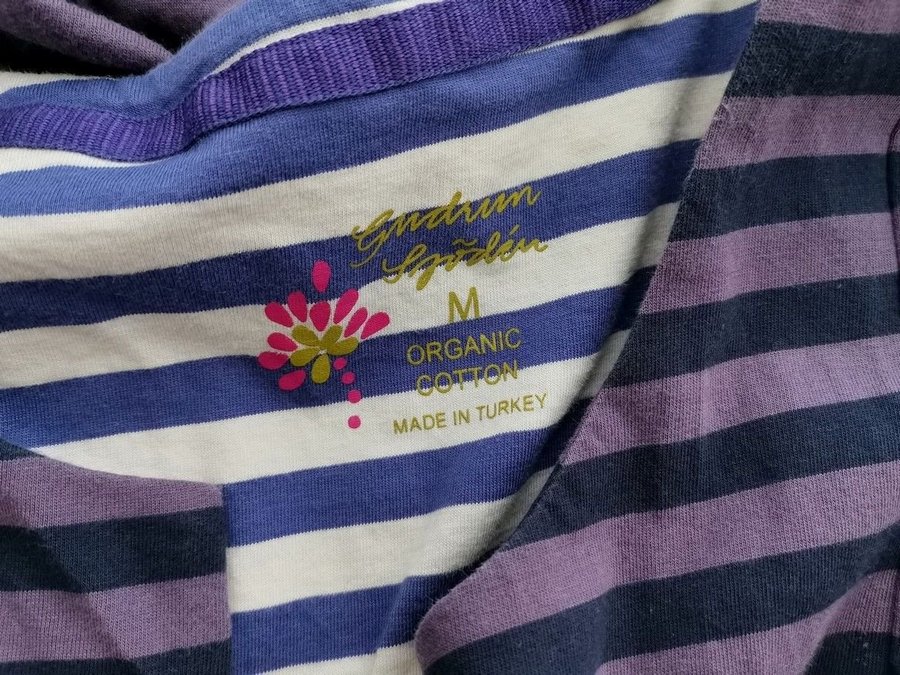 Gudrun
Sjödén
M
ORGANIC
COTTON
MADE IN TURKEY